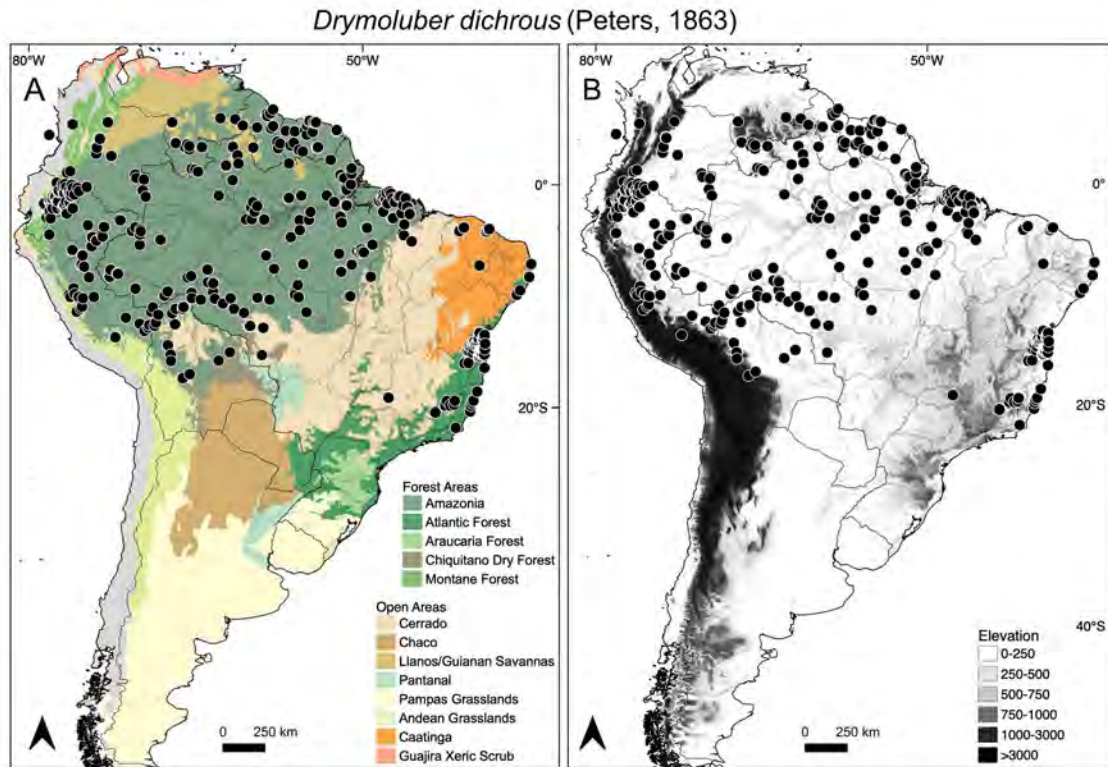 Drymoluber dichrous (Peters, 1863)
A
80°W
50°W
Forest Areas
Amazonia
Atlantic Forest
Araucaria Forest
Chiquitano Dry Forest
Montane Forest
Open Areas
Cerrado
Chaco
Llanos/Guianan Savannas
Pantanal
Pampas Grasslands
Andean Grasslands
Caatinga
Guajira Xeric Scrub
0 250 km
0°
20°S
B
80°W
50°W
0°
20°S
40°S
Elevation
0-250
250-500
500-750
750-1000
1000-3000
>3000
0 250 km